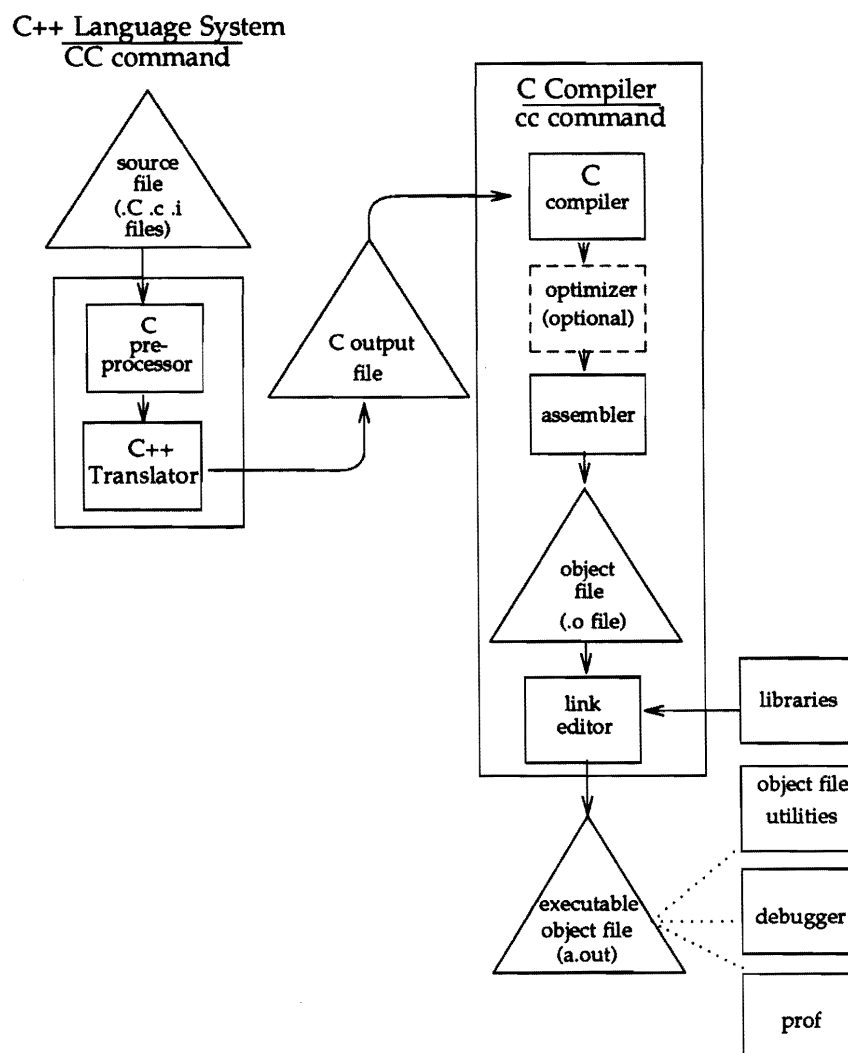 C++ Language System
CC command
source
file
(.C .c .i
files)
C
pre-
processor
C++
Translator
C output
file
C Compiler
cc command
C
compiler
optimizer
(optional)
assembler
object
file
(.o file)
link
editor
libraries
object file
utilities
executable
object file
(a.out)
debugger
prof